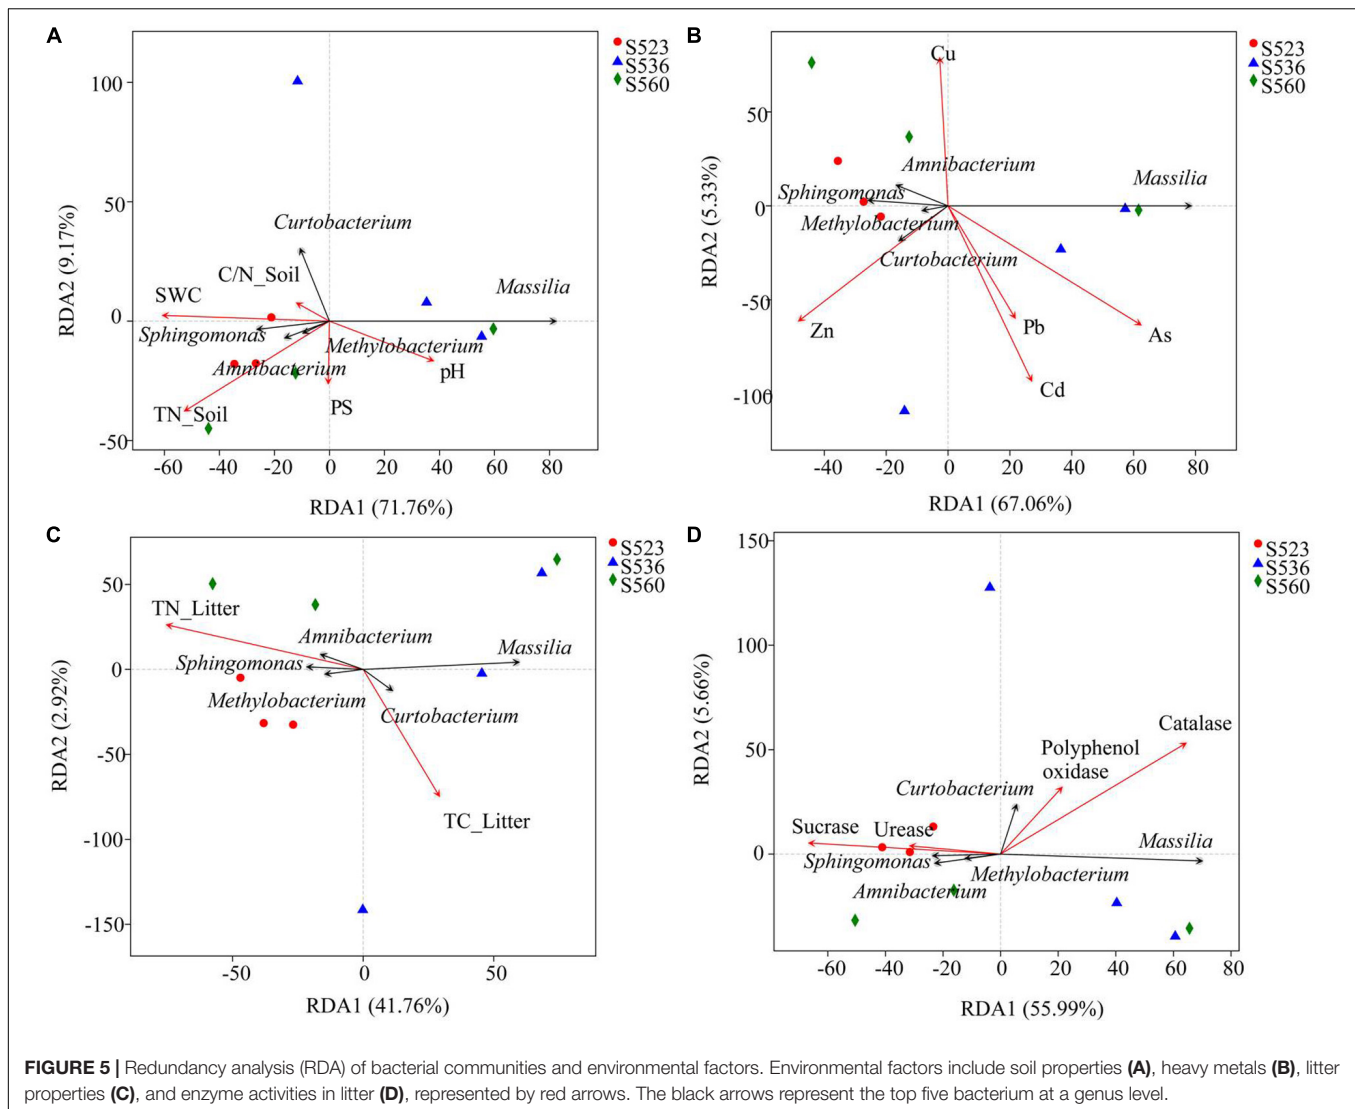 A
S523
S536
S560
100
50
0
-50
RDA2 (9.17%)
Curtobacterium
C/N_Soil
SWC
Massilia
Sphingomonas
Methylobacterium
Amnibacterium
pH
PS
TN_Soil
-60 -40 -20 0 20 40 60 80
RDA1 (71.76%)
B
S523
S536
S560
50
0
-50
-100
RDA2 (5.33%)
Cu
Amnibacterium
Massilia
Sphingomonas
Methylobacterium
Curtobacterium
Zn
Pb
As
Cd
-40 -20 0 20 40 60 80
RDA1 (67.06%)
C
S523
S536
S560
50
0
-50
-100
-150
RDA2 (2.92%)
TN_Litter
Amnibacterium
Massilia
Sphingomonas
Methylobacterium
Curtobacterium
TC_Litter
-50 0 50
RDA1 (41.76%)
D
S523
S536
S560
150
100
50
0
RDA2 (5.66%)
Catalase
Polyphenol
oxidase
Curtobacterium
Sucrase
Urease
Massilia
Sphingomonas
Methylobacterium
Amnibacterium
-60 -40 -20 0 20 40 60 80
RDA1 (55.99%)
FIGURE 5 | Redundancy analysis (RDA) of bacterial communities and environmental factors. Environmental factors include soil properties (A), heavy metals (B), litter
properties (C), and enzyme activities in litter (D), represented by red arrows. The black arrows represent the top five bacterium at a genus level.